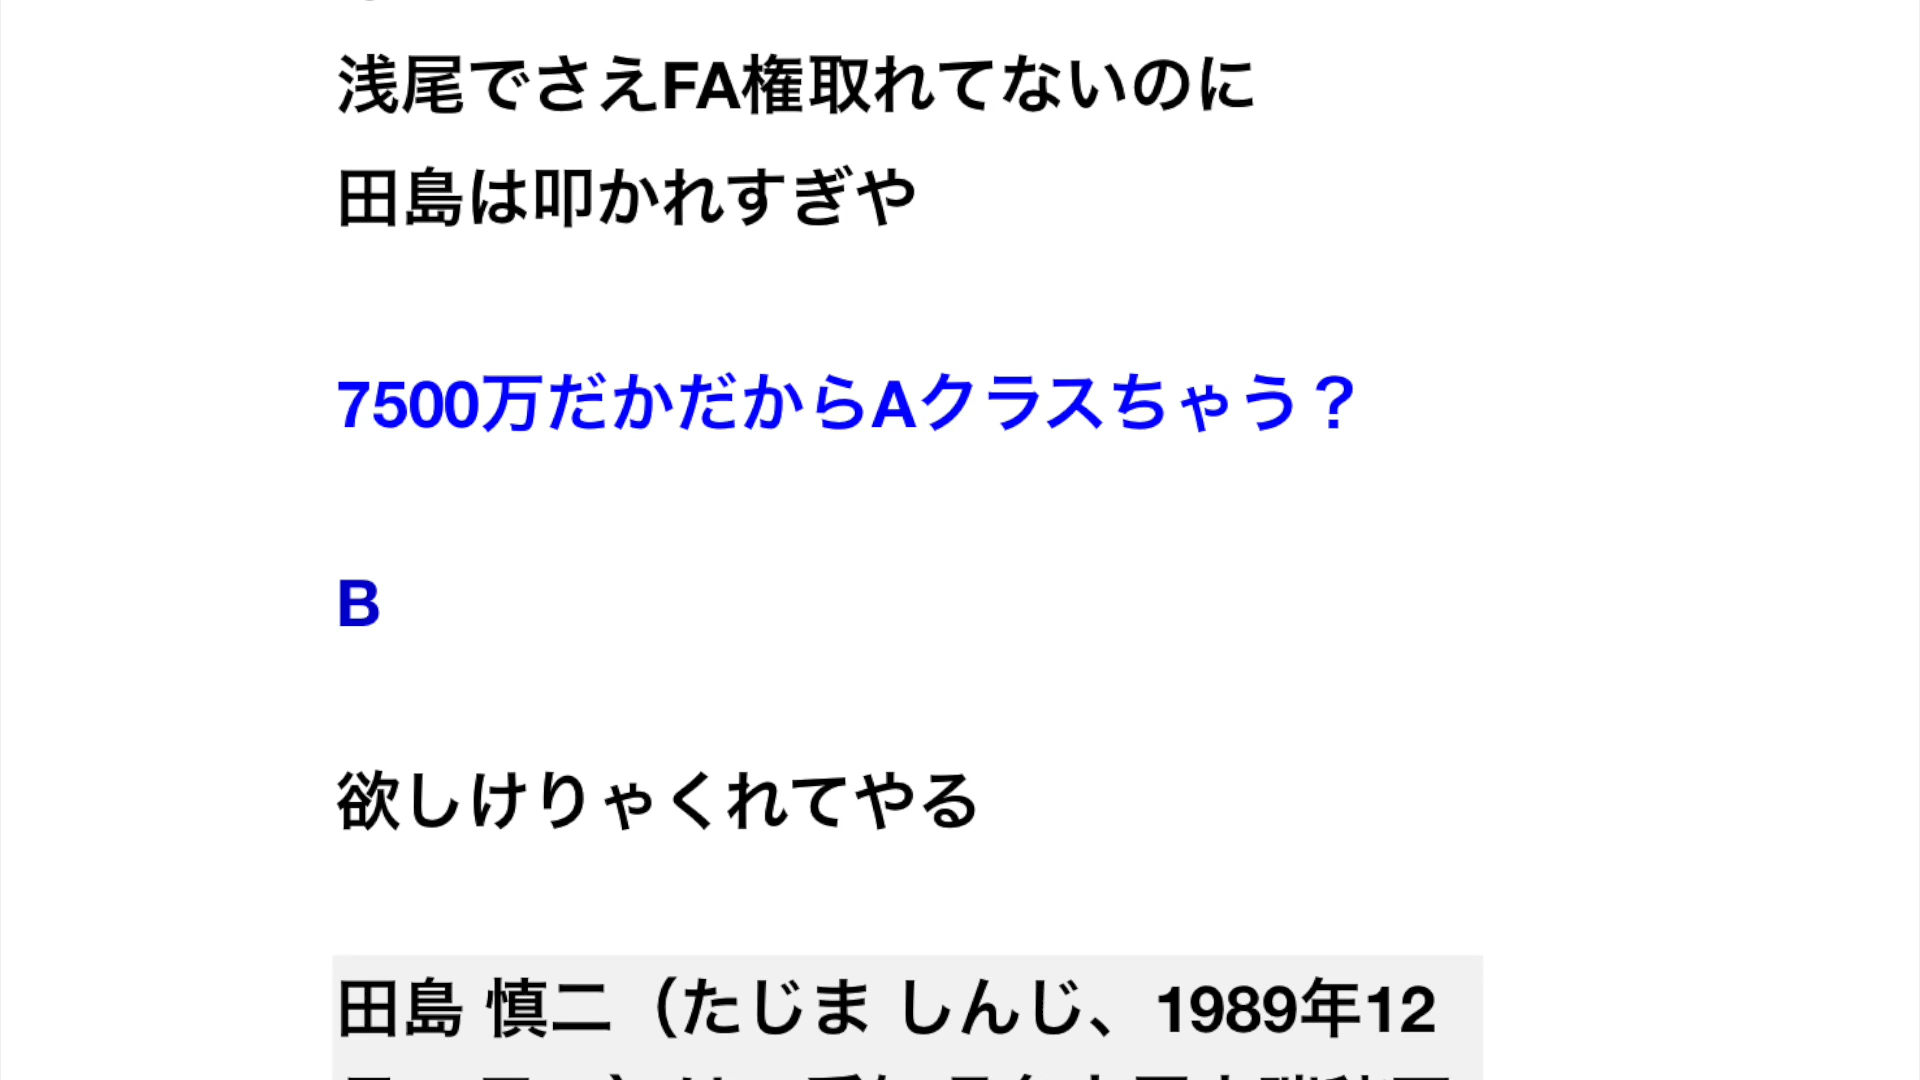 浅尾でさえFA権取れてないのに
田島は叩かれすぎや
7500万だかだからAクラスちゃう？
B
欲しけりゃくれてやる
田島 慎二（たじま しんじ、1989年12